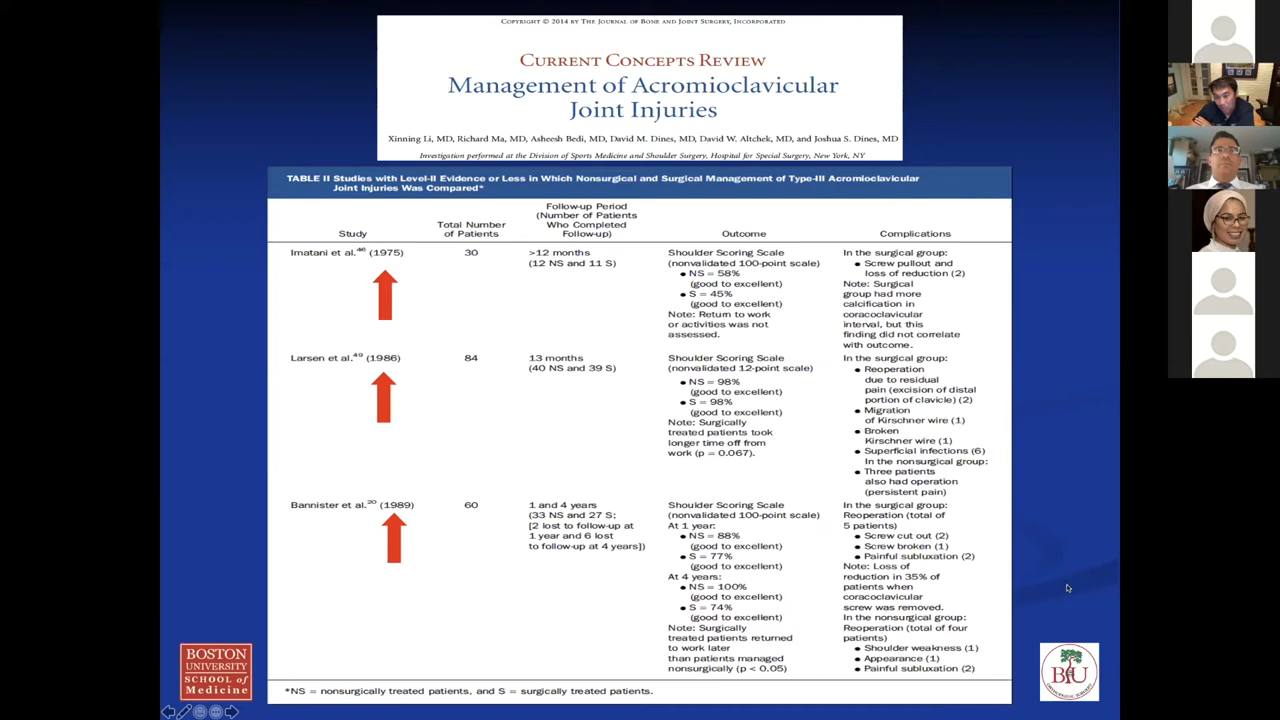 COPYRIGHT © 2014 BY THE JOURNAL OF BONE AND JOINT SURGERY, INCORPORATED
CURRENT CONCEPTS REVIEW
Management of Acromioclavicular
Joint Injuries
Xinning Li, MD, Richard Ma, MD, Asheesh Bedi, MD, David M. Dines, MD, David W. Altchek, MD, and Joshua S. Dines, MD
Investigation performed at the Division of Sports Medicine and Shoulder Surgery, Hospital for Special Surgery, New York, NY
TABLE II Studies with Level-II Evidence or Less in Which Nonsurgical and Surgical Management of Type-III Acromioclavicular
Joint Injuries Was Compared*
Study
Total Number
of Patients
Follow-up Period
(Number of Patients
Who Completed
Follow-up)
Outcome
Complications
Imatani et al.46 (1975)
30
>12 months
(12 NS and 11 S)
Shoulder Scoring Scale
(nonvalidated 100-point scale)
• NS = 58%
(good to excellent)
• S = 45%
(good to excellent)
Note: Return to work
or activities was not
assessed.
In the surgical group:
• Screw pullout and
loss of reduction (2)
Note: Surgical
group had more
calcification in
coracoclavicular
interval, but this
finding did not correlate
with outcome.
Larsen et al.49 (1986)
84
13 months
(40 NS and 39 S)
Shoulder Scoring Scale
(nonvalidated 12-point scale)
• NS = 98%
(good to excellent)
• S = 98%
(good to excellent)
Note: Surgically
treated patients took
longer time off from
work (p = 0.067).
In the surgical group:
• Reoperation
due to residual
pain (excision of distal
portion of clavicle) (2)
• Migration
of Kirschner wire (1)
• Broken
Kirschner wire (1)
• Superficial infections (6)
In the nonsurgical group:
• Three patients
also had operation
(persistent pain)
Bannister et al.20 (1989)
60
1 and 4 years
(33 NS and 27 S;
[2 lost to follow-up at
1 year and 6 lost
to follow-up at 4 years])
Shoulder Scoring Scale
(nonvalidated 100-point scale)
At 1 year:
• NS = 88%
(good to excellent)
• S = 77%
(good to excellent)
At 4 years:
• NS = 100%
(good to excellent)
• S = 74%
(good to excellent)
Note: Surgically
treated patients returned
to work later
than patients managed
nonsurgically (p < 0.05)
In the surgical group:
Reoperation (total of
5 patients)
• Screw cut out (2)
• Screw broken (1)
• Painful subluxation (2)
Note: Loss of
reduction in 35% of
patients when
coracoclavicular
screw was removed.
In the nonsurgical group:
Reoperation (total of four
patients)
• Shoulder weakness (1)
• Appearance (1)
• Painful subluxation (2)
*NS = nonsurgically treated patients, and S = surgically treated patients.
BOSTON
UNIVERSITY
SCHOOL of
Medicine